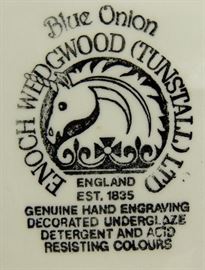 Blue Onion
ENOCH WEDGWOOD (TUNSTALL) LTD
ENGLAND
EST. 1835
GENUINE HAND ENGRAVING
DECORATED UNDERGLAZE
DETERGENT AND ACID
RESISTING COLOURS